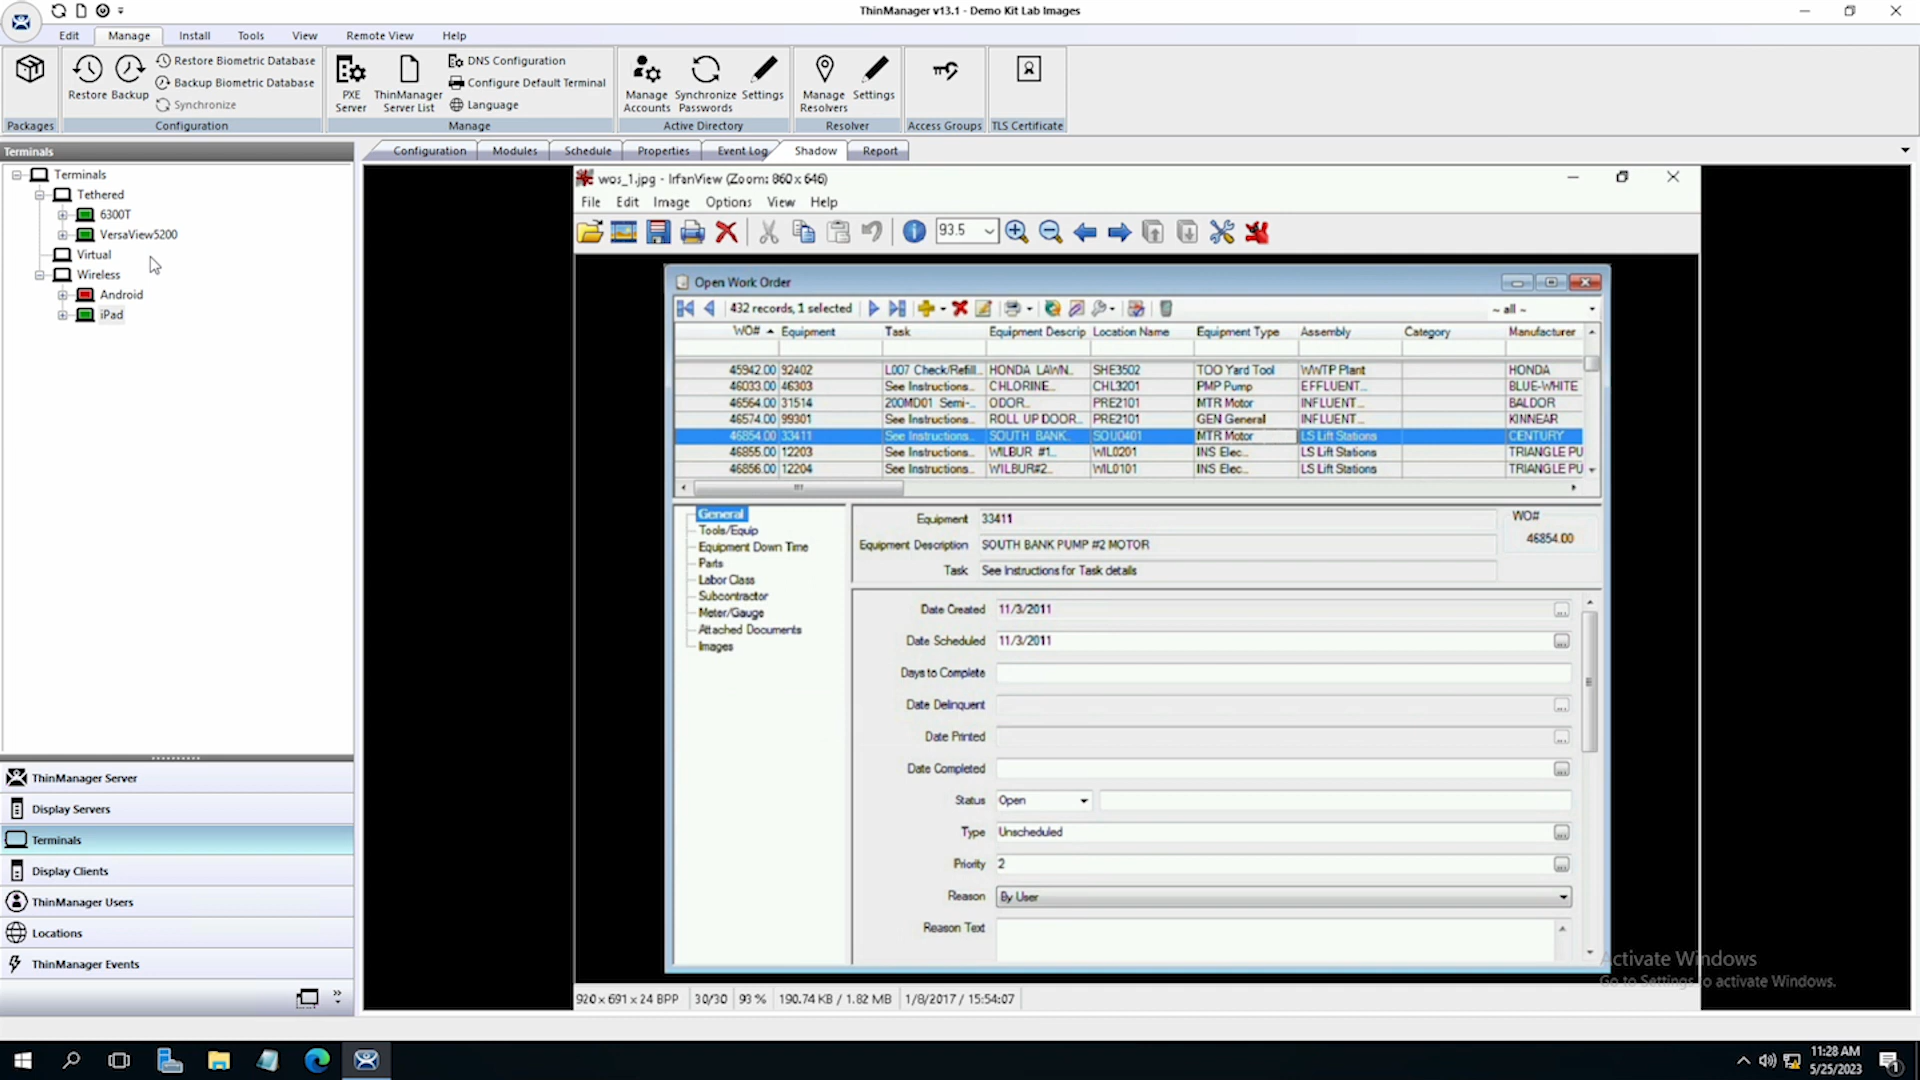 ThinManager v13.1 - Demo Kit Lab Images
Edit Manage Install Tools View Remote View Help
Restore Backup
Restore Biometric Database
Backup Biometric Database
Synchronize
PXE Server
ThinManager Server List
DNS Configuration
Configure Default Terminal
Language
Manage Accounts
Synchronize Passwords
Settings
Manage Resolvers
Settings
Packages Configuration Manage Active Directory Resolver Access Groups TLS Certificate
Terminals
Configuration Modules Schedule Properties Event Log Shadow Report
Terminals
Tethered
6300T
VersaView5200
Virtual
Wireless
Android
iPad
ThinManager Server
Display Servers
Terminals
Display Clients
ThinManager Users
Locations
ThinManager Events
wos_1.jpg - IrfanView (Zoom: 860 x 646)
File Edit Image Options View Help
93.5
Open Work Order
432 records, 1 selected
~ all ~
WO# Equipment Task Equipment Descrip Location Name Equipment Type Assembly Category Manufacturer
45942.00 92402 L007 Check/Refill... HONDA LAWN.. SHE3502 TOO Yard Tool WWTP Plant HONDA
46033.00 46303 See Instructions... CHLORINE... CHL3201 PMP Pump EFFLUENT... BLUE-WHITE
46564.00 31514 200MD01 Semi-... ODOR... PRE2101 MTR Motor INFLUENT... BALDOR
46574.00 99301 See Instructions... ROLL UP DOOR... PRE2101 GEN General INFLUENT... KINNEAR
46854.00 33411 See Instructions... SOUTH BANK.. SOU0401 MTR Motor LS Lift Stations CENTURY
46855.00 12203 See Instructions... WILBUR #1... WIL0201 INS Elec... LS Lift Stations TRIANGLE PU
46856.00 12204 See Instructions... WILBUR#2... WIL0101 INS Elec... LS Lift Stations TRIANGLE PU
General
Tools/Equip
Equipment Down Time
Parts
Labor Class
Subcontractor
Meter/Gauge
Attached Documents
Images
Equipment 33411
WO#
46854.00
Equipment Description SOUTH BANK PUMP #2 MOTOR
Task See Instructions for Task details
Date Created 11/3/2011
Date Scheduled 11/3/2011
Days to Complete
Date Delinquent
Date Printed
Date Completed
Status Open
Type Unscheduled
Priority 2
Reason By User
Reason Text
Activate Windows
Go to Settings to activate Windows.
920 x 691 x 24 BPP 30/30 93 % 190.74 KB / 1.82 MB 1/8/2017 / 15:54:07
11:28 AM
5/25/2023
1